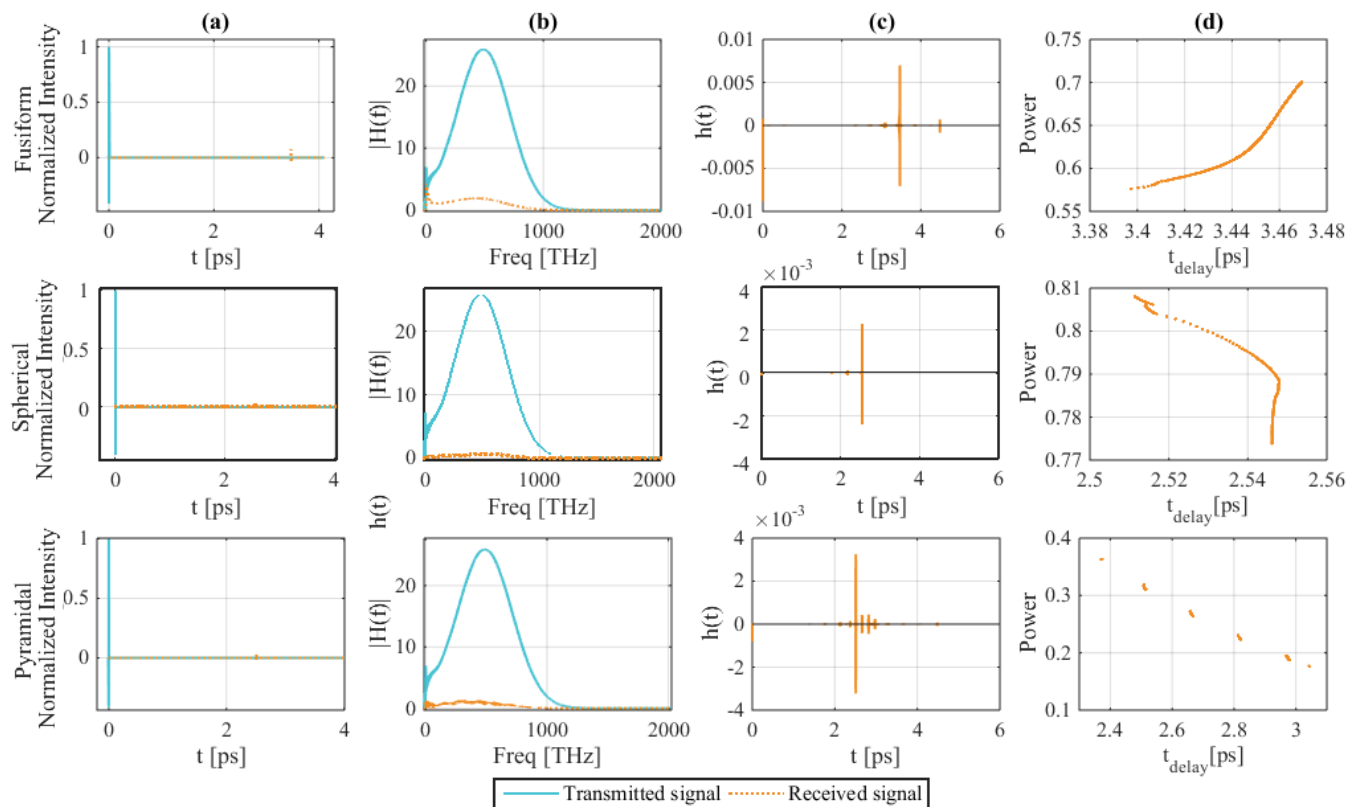 (a) (b) (c) (d)
Fusiform
Normalized Intensity
1
0.5
0
0 2 4
t [ps]
|H(f)|
20
10
0
0 1000 2000
Freq [THz]
h(t)
0.01
0.005
0
-0.005
-0.01
0 2 4 6
t [ps]
Power
0.75
0.7
0.65
0.6
0.55
3.38 3.4 3.42 3.44 3.46 3.48
tdelay [ps]
Spherical
Normalized Intensity
1
0.5
0
0 2 4
t [ps]
|H(f)|
20
10
0
0 1000 2000
Freq [THz]
h(t)
×10-3
4
2
0
-2
-4
0 2 4 6
t [ps]
Power
0.81
0.8
0.79
0.78
0.77
2.5 2.52 2.54 2.56
tdelay [ps]
Pyramidal
Normalized Intensity
1
0.5
0
0 2 4
t [ps]
h(t)
|H(f)|
20
10
0
0 1000 2000
Freq [THz]
h(t)
×10-3
4
2
0
-2
-4
0 2 4 6
t [ps]
Power
0.4
0.3
0.2
0.1
2.4 2.6 2.8 3
tdelay[ps]
Transmitted signal Received signal